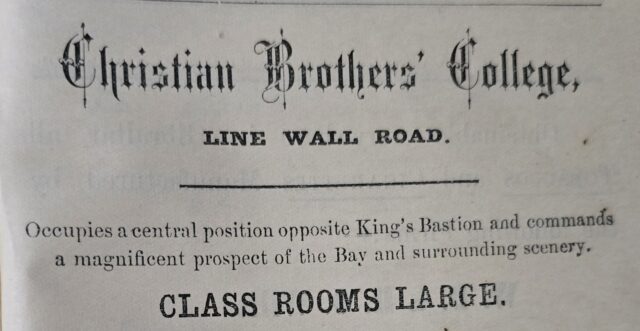 Christian Brothers' College,
LINE WALL ROAD.
Occupies a central position opposite King's Bastion and commands
a magnificent prospect of the Bay and surrounding scenery.
CLASS ROOMS LARGE.